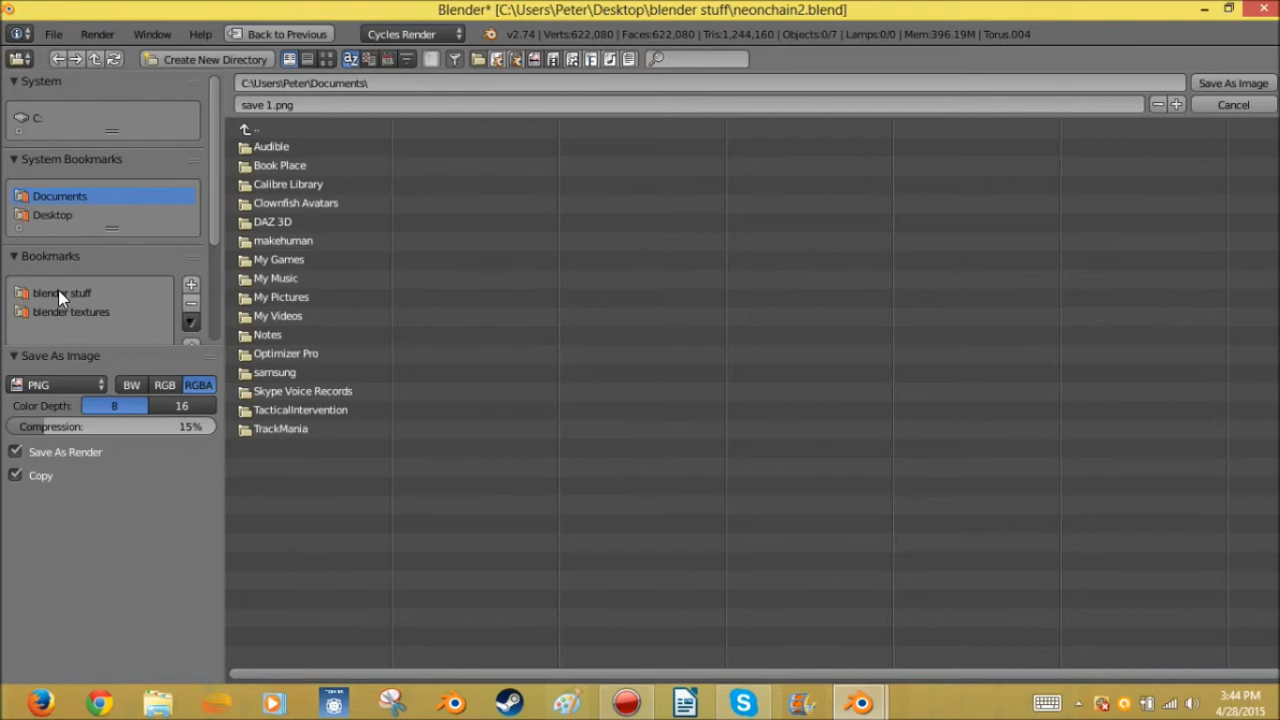 Blender* [C:\Users\Peter\Desktop\blender stuff\neonchain2.blend]
File Render Window Help Back to Previous Cycles Render v2.74 | Verts:622,080 | Faces:622,080 | Tris:1,244,160 | Objects:0/7 | Lamps:0/0 | Mem:396.19M | Torus.004
Create New Directory
System
C:
System Bookmarks
Documents
Desktop
Bookmarks
blender stuff
blender textures
Save As Image
PNG BW RGB RGBA
Color Depth: 8 16
Compression: 15%
Save As Render
Copy
C:\Users\Peter\Documents\ Save As Image
save 1.png Cancel
..
Audible
Book Place
Calibre Library
Clownfish Avatars
DAZ 3D
makehuman
My Games
My Music
My Pictures
My Videos
Notes
Optimizer Pro
samsung
Skype Voice Records
TacticalIntervention
TrackMania
3:44 PM
4/28/2015